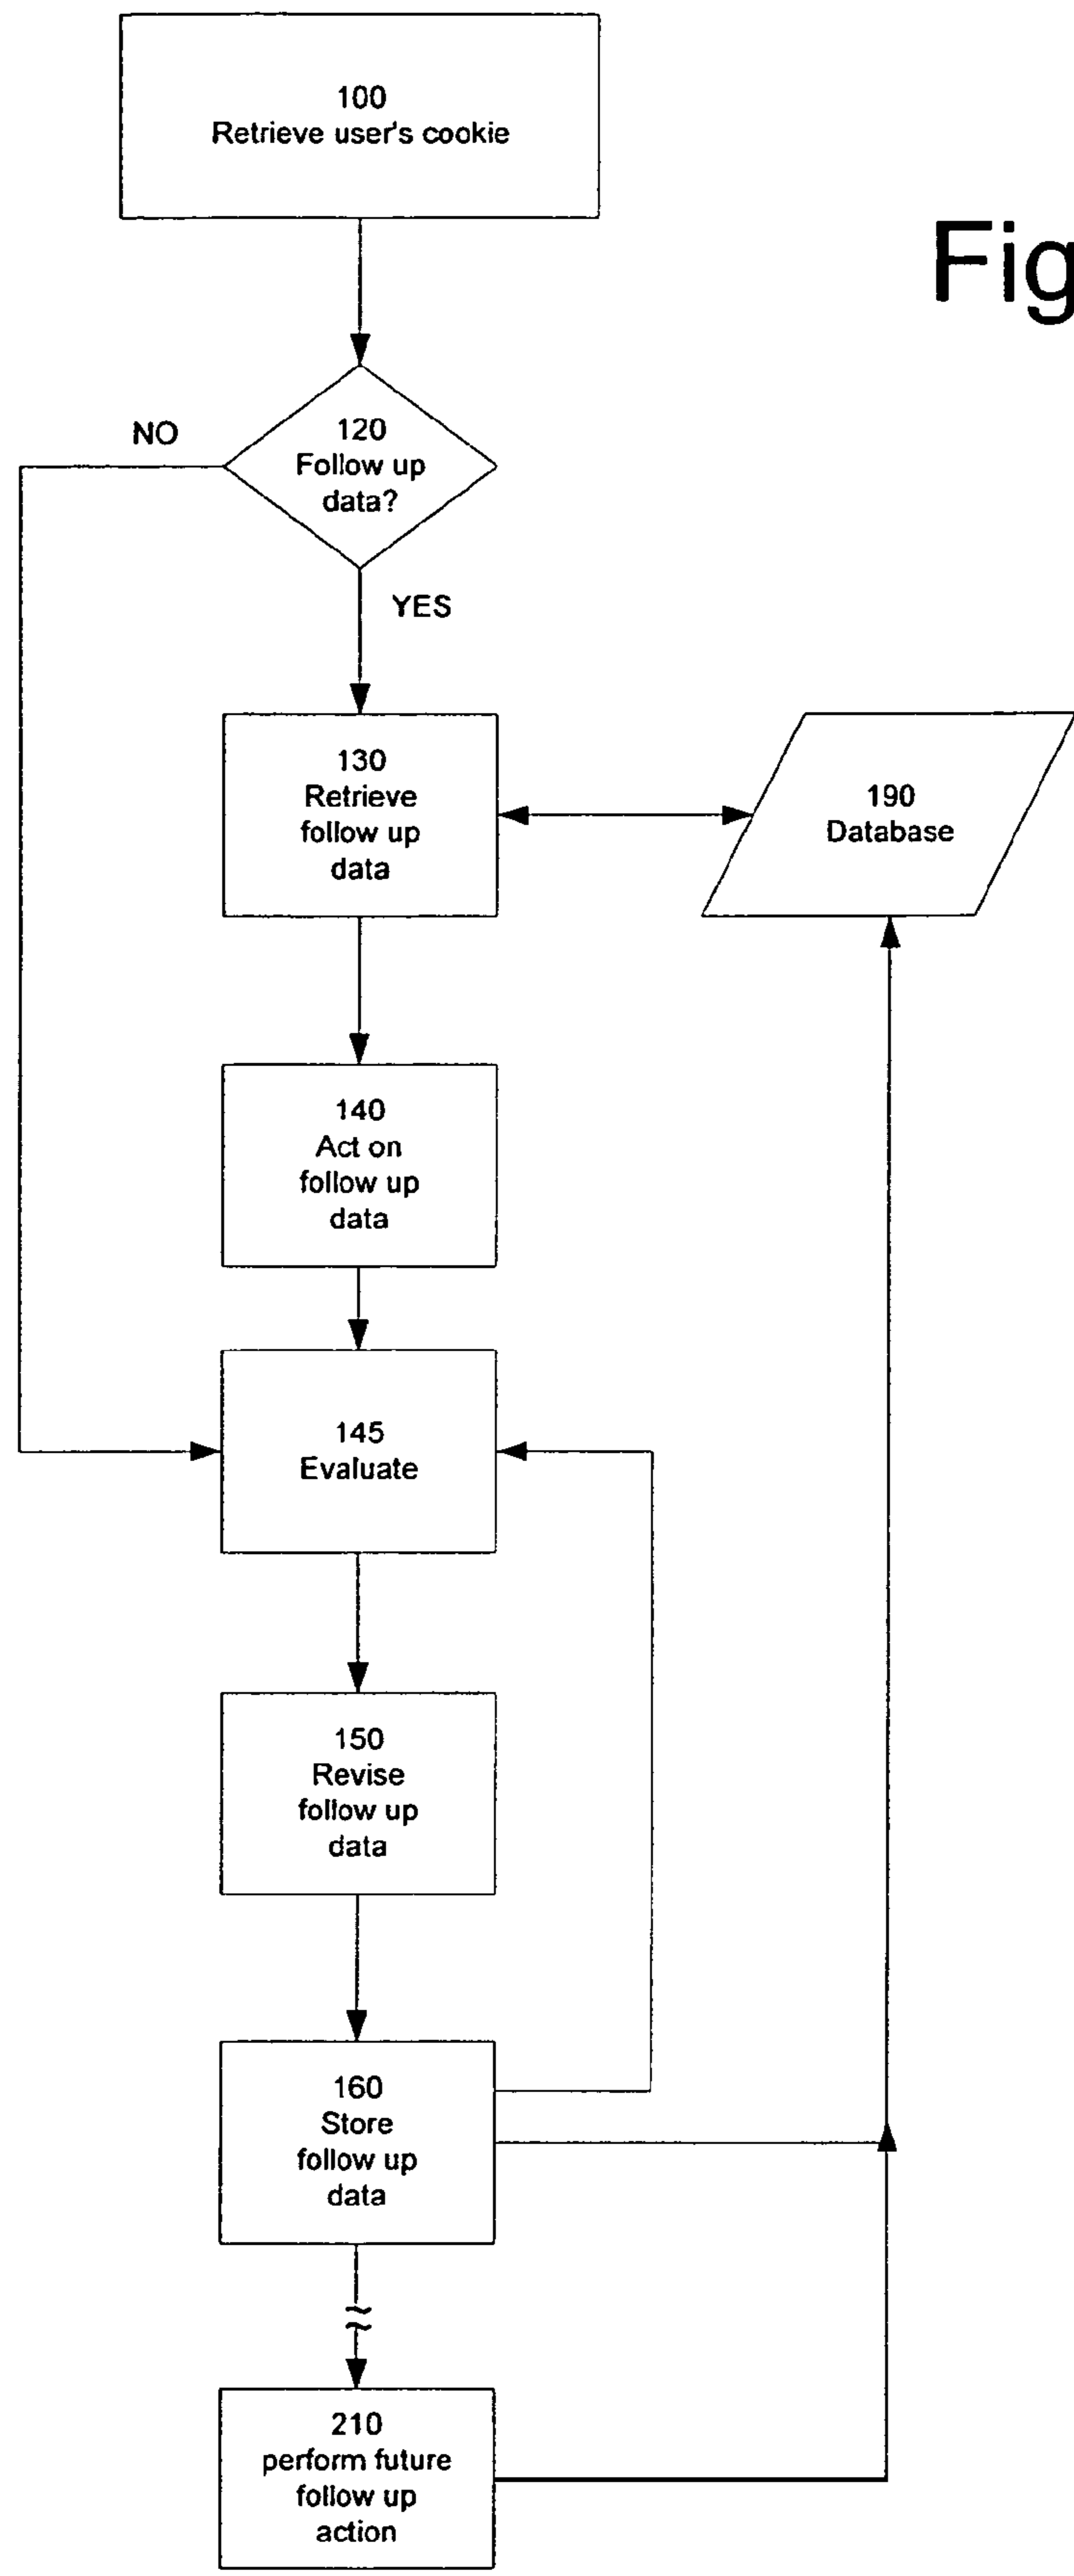 100
Retrieve user's cookie
Fig
120
Follow up
data?
NO
YES
130
Retrieve
follow up
data
190
Database
140
Act on
follow up
data
145
Evaluate
150
Revise
follow up
data
160
Store
follow up
data
210
perform future
follow up
action